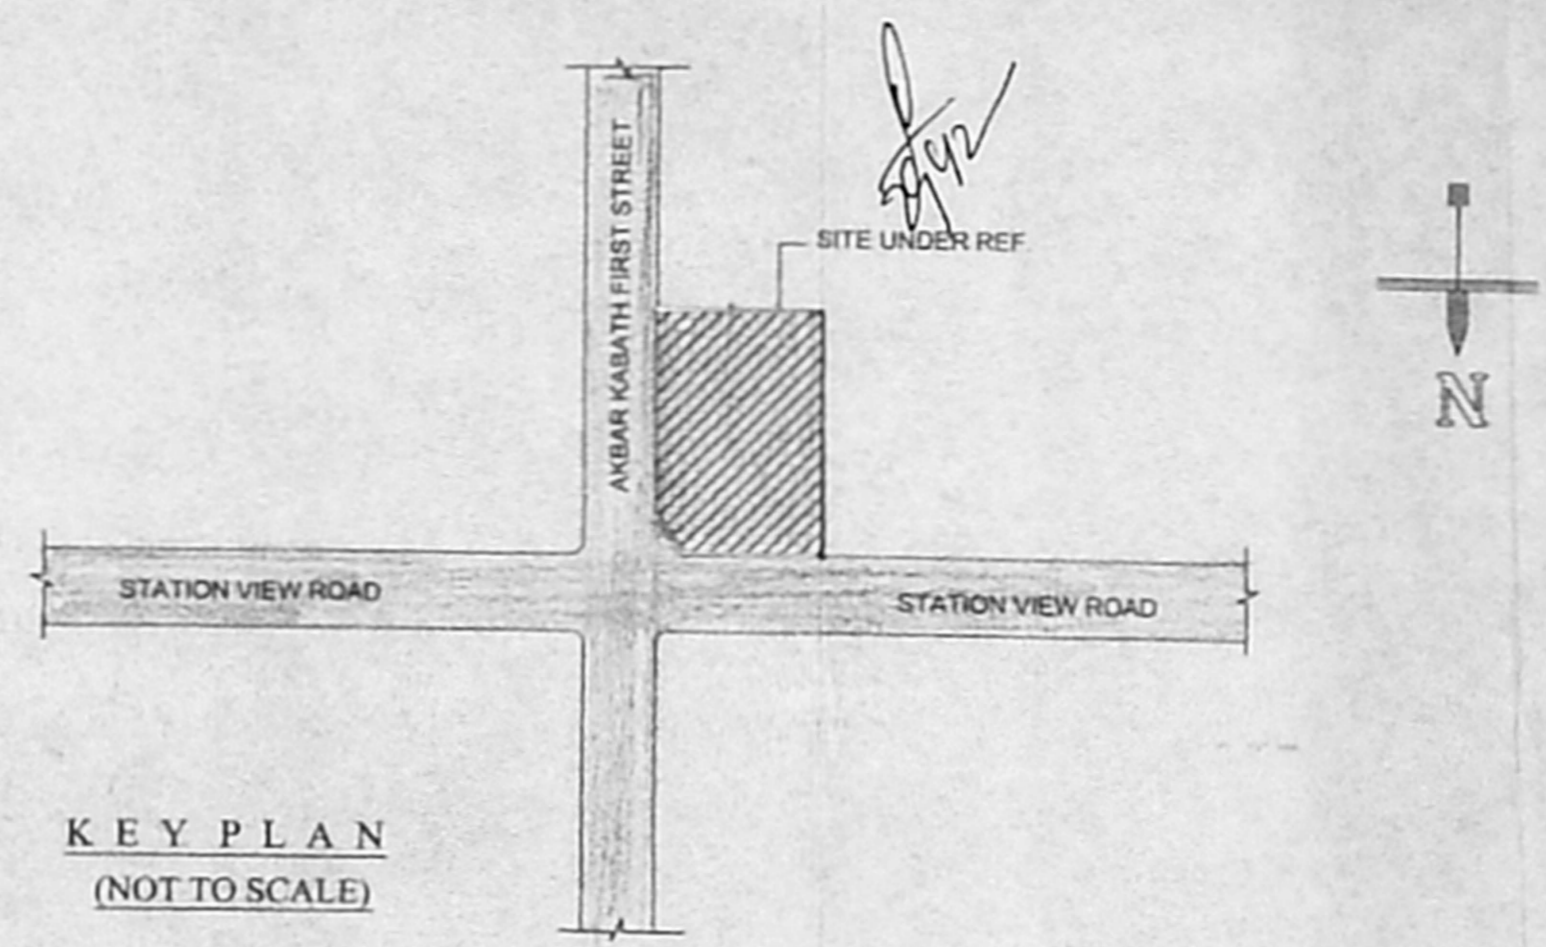 AKBAR KABATH FIRST STREET
SITE UNDER REF.
N
STATION VIEW ROAD
STATION VIEW ROAD
KEY PLAN
(NOT TO SCALE)